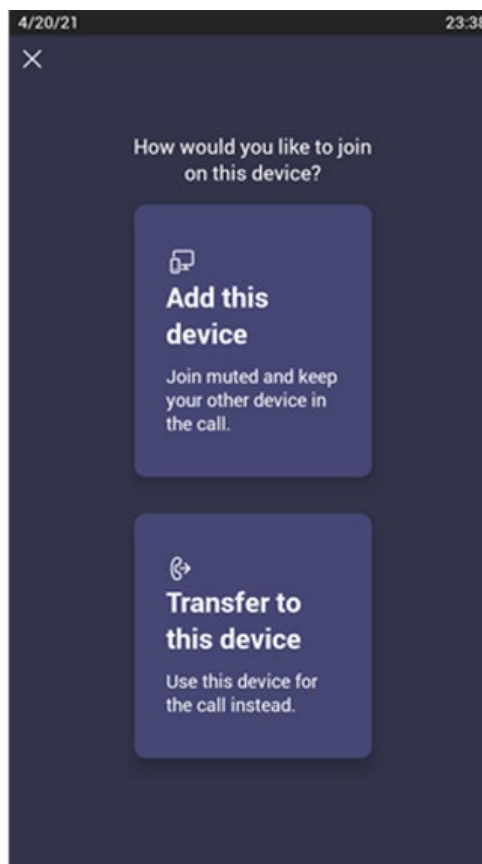 4/20/21
23:38
How would you like to join
on this device?
Add this
device
Join muted and keep
your other device in
the call.
Transfer to
this device
Use this device for
the call instead.